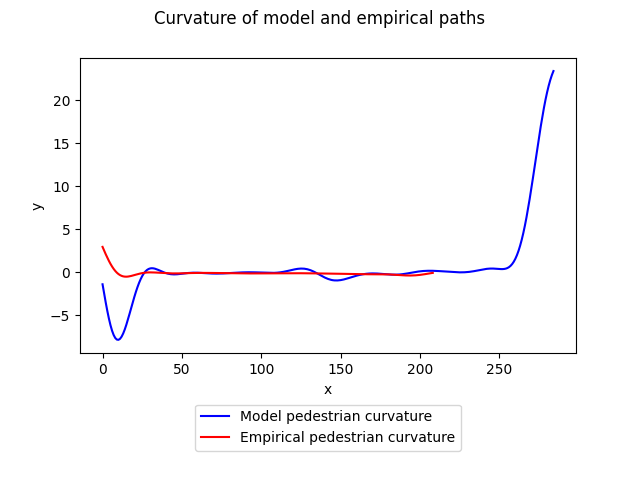 Curvature of model and empirical paths
20
15
10
5
0
−5
y
0 50 100 150 200 250
x
Model pedestrian curvature
Empirical pedestrian curvature